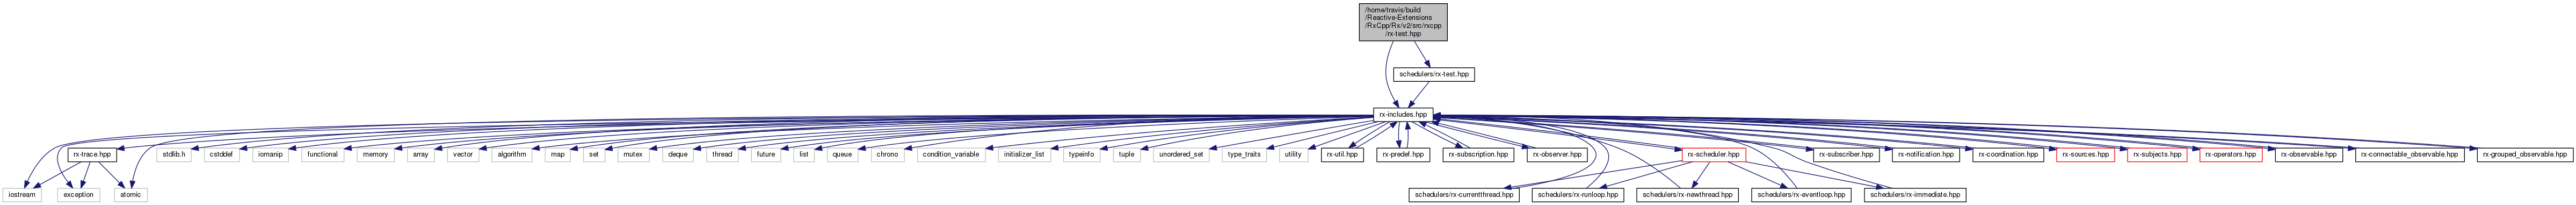 /home/travis/build
/Reactive-Extensions
/RxCpp/Rx/v2/src/rxcpp
/rx-test.hpp
schedulers/rx-test.hpp
rx-includes.hpp
rx-trace.hpp
stdlib.h
cstddef
iomanip
functional
memory
array
vector
algorithm
map
set
mutex
deque
thread
future
list
queue
chrono
condition_variable
initializer_list
typeinfo
tuple
unordered_set
type_traits
utility
rx-util.hpp
rx-predef.hpp
rx-subscription.hpp
rx-observer.hpp
rx-scheduler.hpp
rx-subscriber.hpp
rx-notification.hpp
rx-coordination.hpp
rx-sources.hpp
rx-subjects.hpp
rx-operators.hpp
rx-observable.hpp
rx-connectable_observable.hpp
rx-grouped_observable.hpp
iostream
exception
atomic
schedulers/rx-currentthread.hpp
schedulers/rx-runloop.hpp
schedulers/rx-newthread.hpp
schedulers/rx-eventloop.hpp
schedulers/rx-immediate.hpp